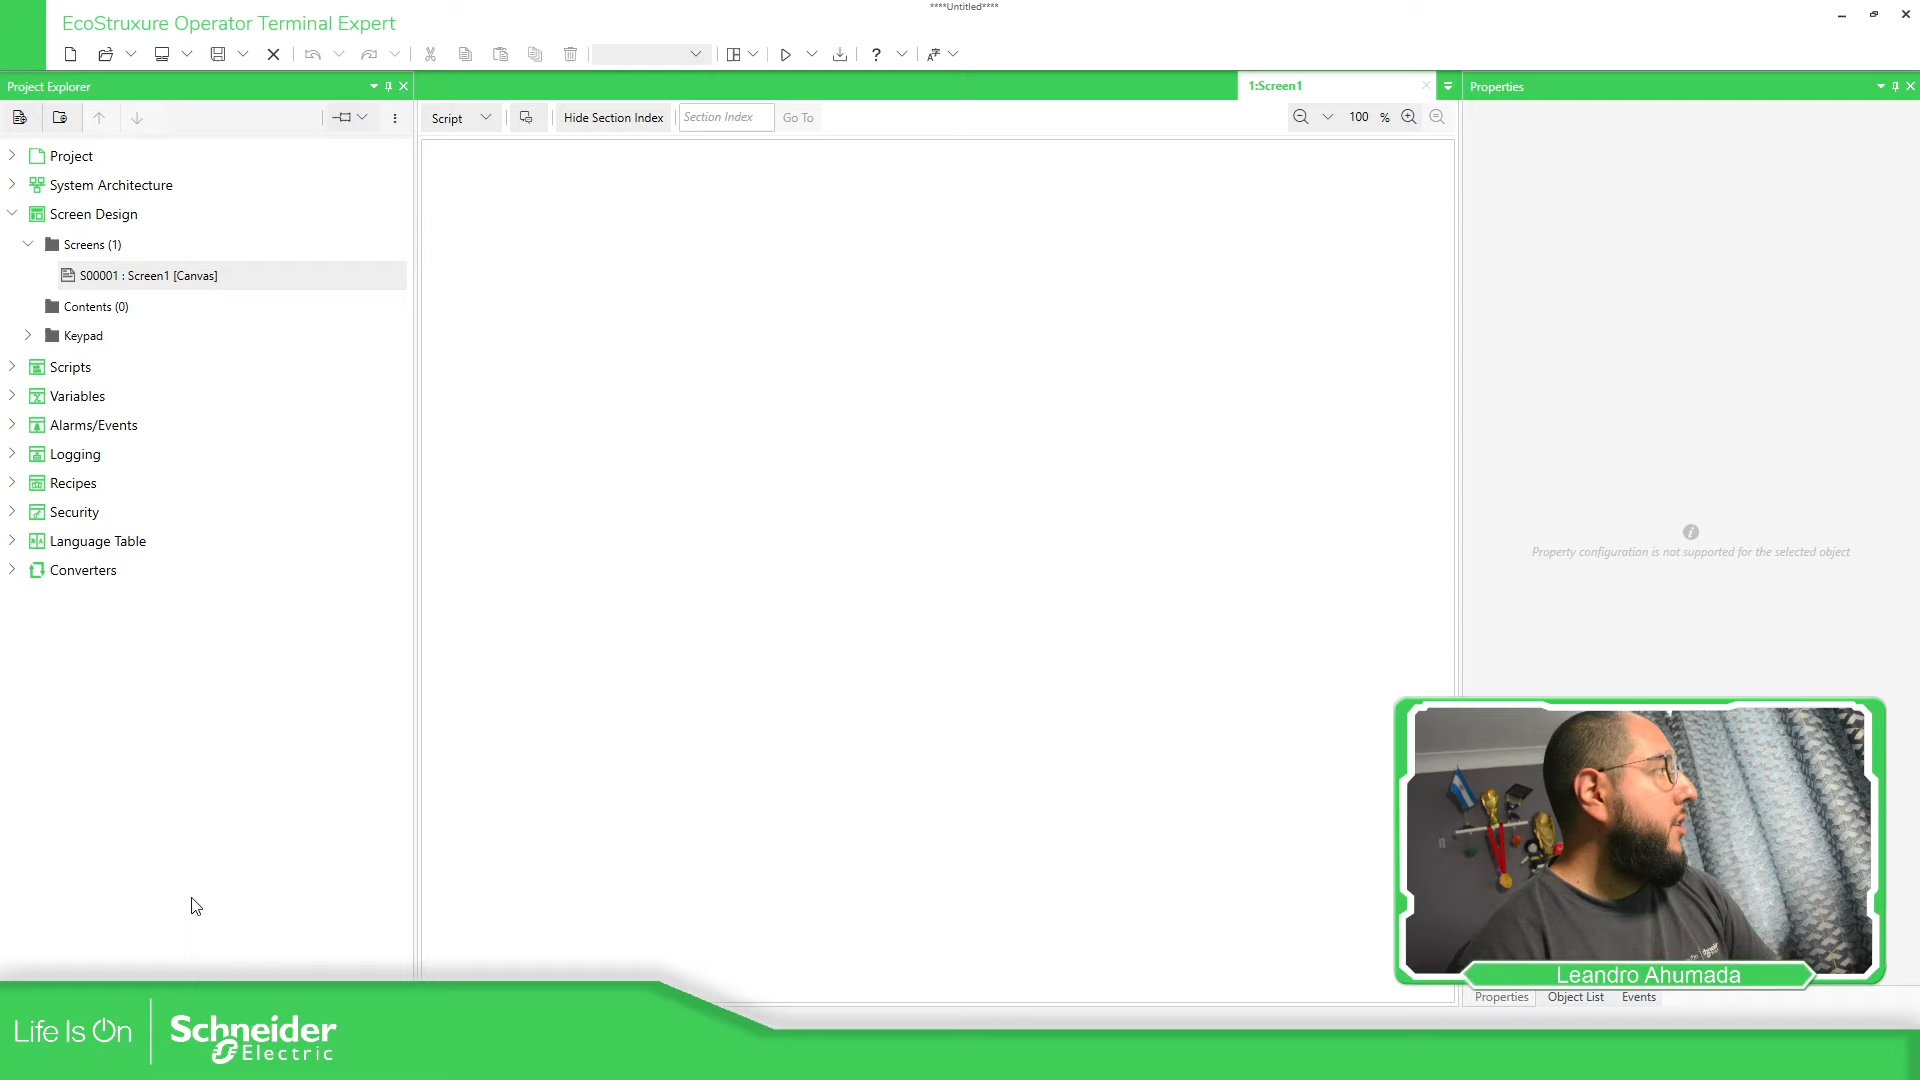 ****Untitled****
EcoStruxure Operator Terminal Expert
Project Explorer
1:Screen1
Properties
Script
Hide Section Index
Section Index
Go To
100 %
Project
System Architecture
Screen Design
Screens (1)
S00001 : Screen1 [Canvas]
Contents (0)
Keypad
Scripts
Variables
Alarms/Events
Logging
Recipes
Security
Language Table
Converters
Property configuration is not supported for the selected object
Leandro Ahumada
Properties
Object List
Events
Life Is On
Schneider
Electric